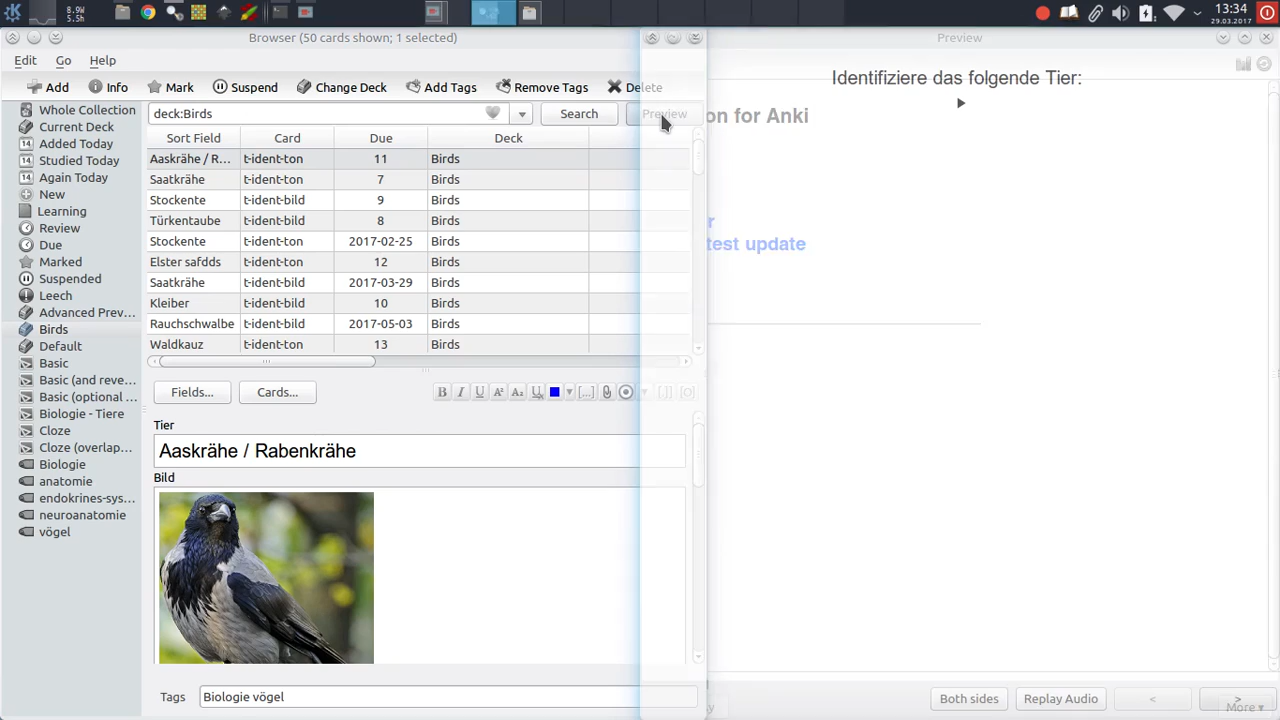 8.9%
5.5h
13:34
29.03.2017
Browser (50 cards shown; 1 selected)
Preview
Edit Go Help
Add Info Mark Suspend Change Deck Add Tags Remove Tags Delete
Identifiziere das folgende Tier:
Whole Collection
Current Deck
Added Today
Studied Today
Again Today
New
Learning
Review
Due
Marked
Suspended
Leech
Advanced Prev...
Birds
Default
Basic
Basic (and reve...
Basic (optional ...
Biologie - Tiere
Cloze
Cloze (overlap...
Biologie
anatomie
endokrines-sys...
neuroanatomie
vögel
deck:Birds Search Preview
on for Anki
Sort Field Card Due Deck
Aaskrähe / R... t-ident-ton 11 Birds
Saatkrähe t-ident-ton 7 Birds
Stockente t-ident-bild 9 Birds
Türkentaube t-ident-bild 8 Birds
Stockente t-ident-ton 2017-02-25 Birds
Elster safdds t-ident-ton 12 Birds
Saatkrähe t-ident-bild 2017-03-29 Birds
Kleiber t-ident-bild 10 Birds
Rauchschwalbe t-ident-bild 2017-05-03 Birds
Waldkauz t-ident-ton 13 Birds
r
test update
Fields... Cards... B I U A² A₂ U [...]
Tier
Aaskrähe / Rabenkrähe
Bild
Tags Biologie vögel
Both sides Replay Audio < >
More